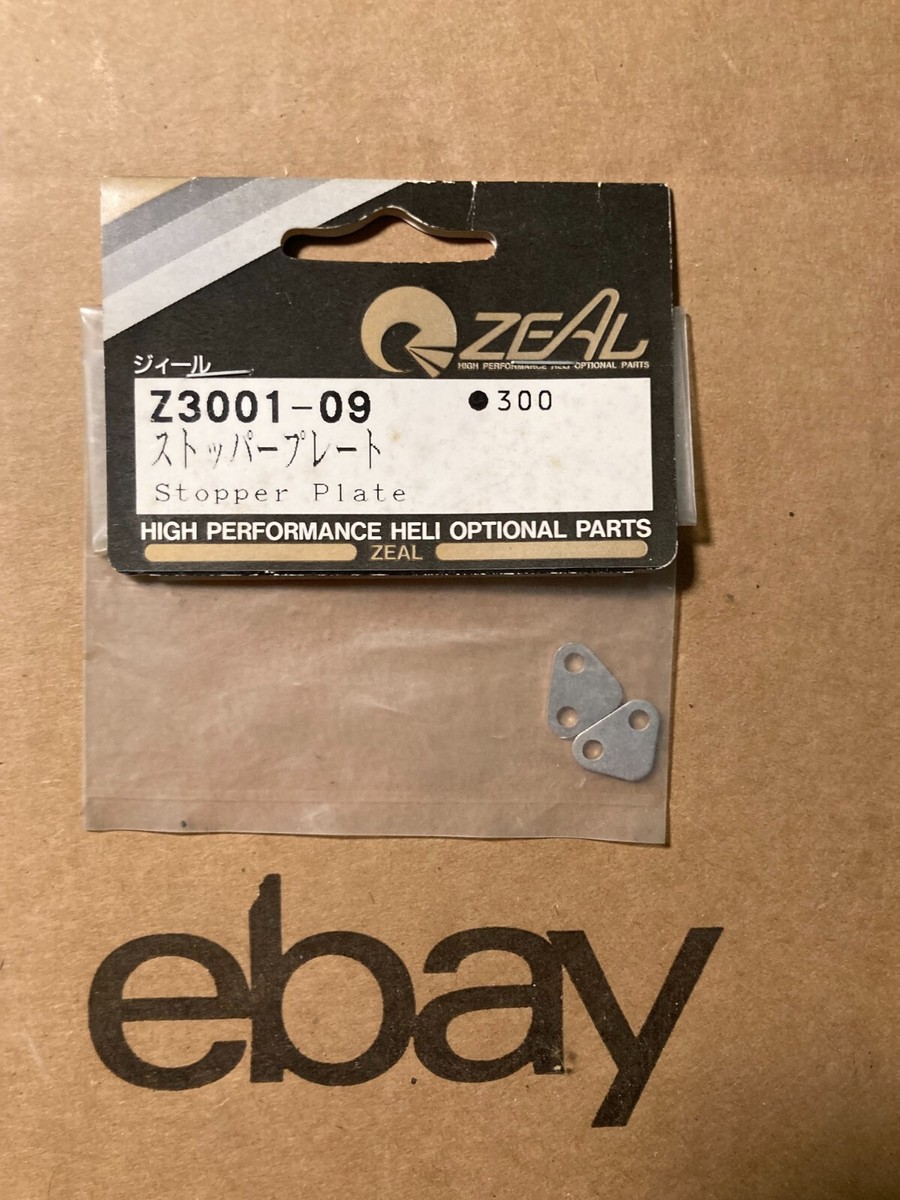 ZEAL
HIGH PERFORMANCE HELI OPTIONAL PARTS
ジィール
Z3001-09 ●300
ストッパープレート
Stopper Plate
HIGH PERFORMANCE HELI OPTIONAL PARTS
ZEAL
ebay